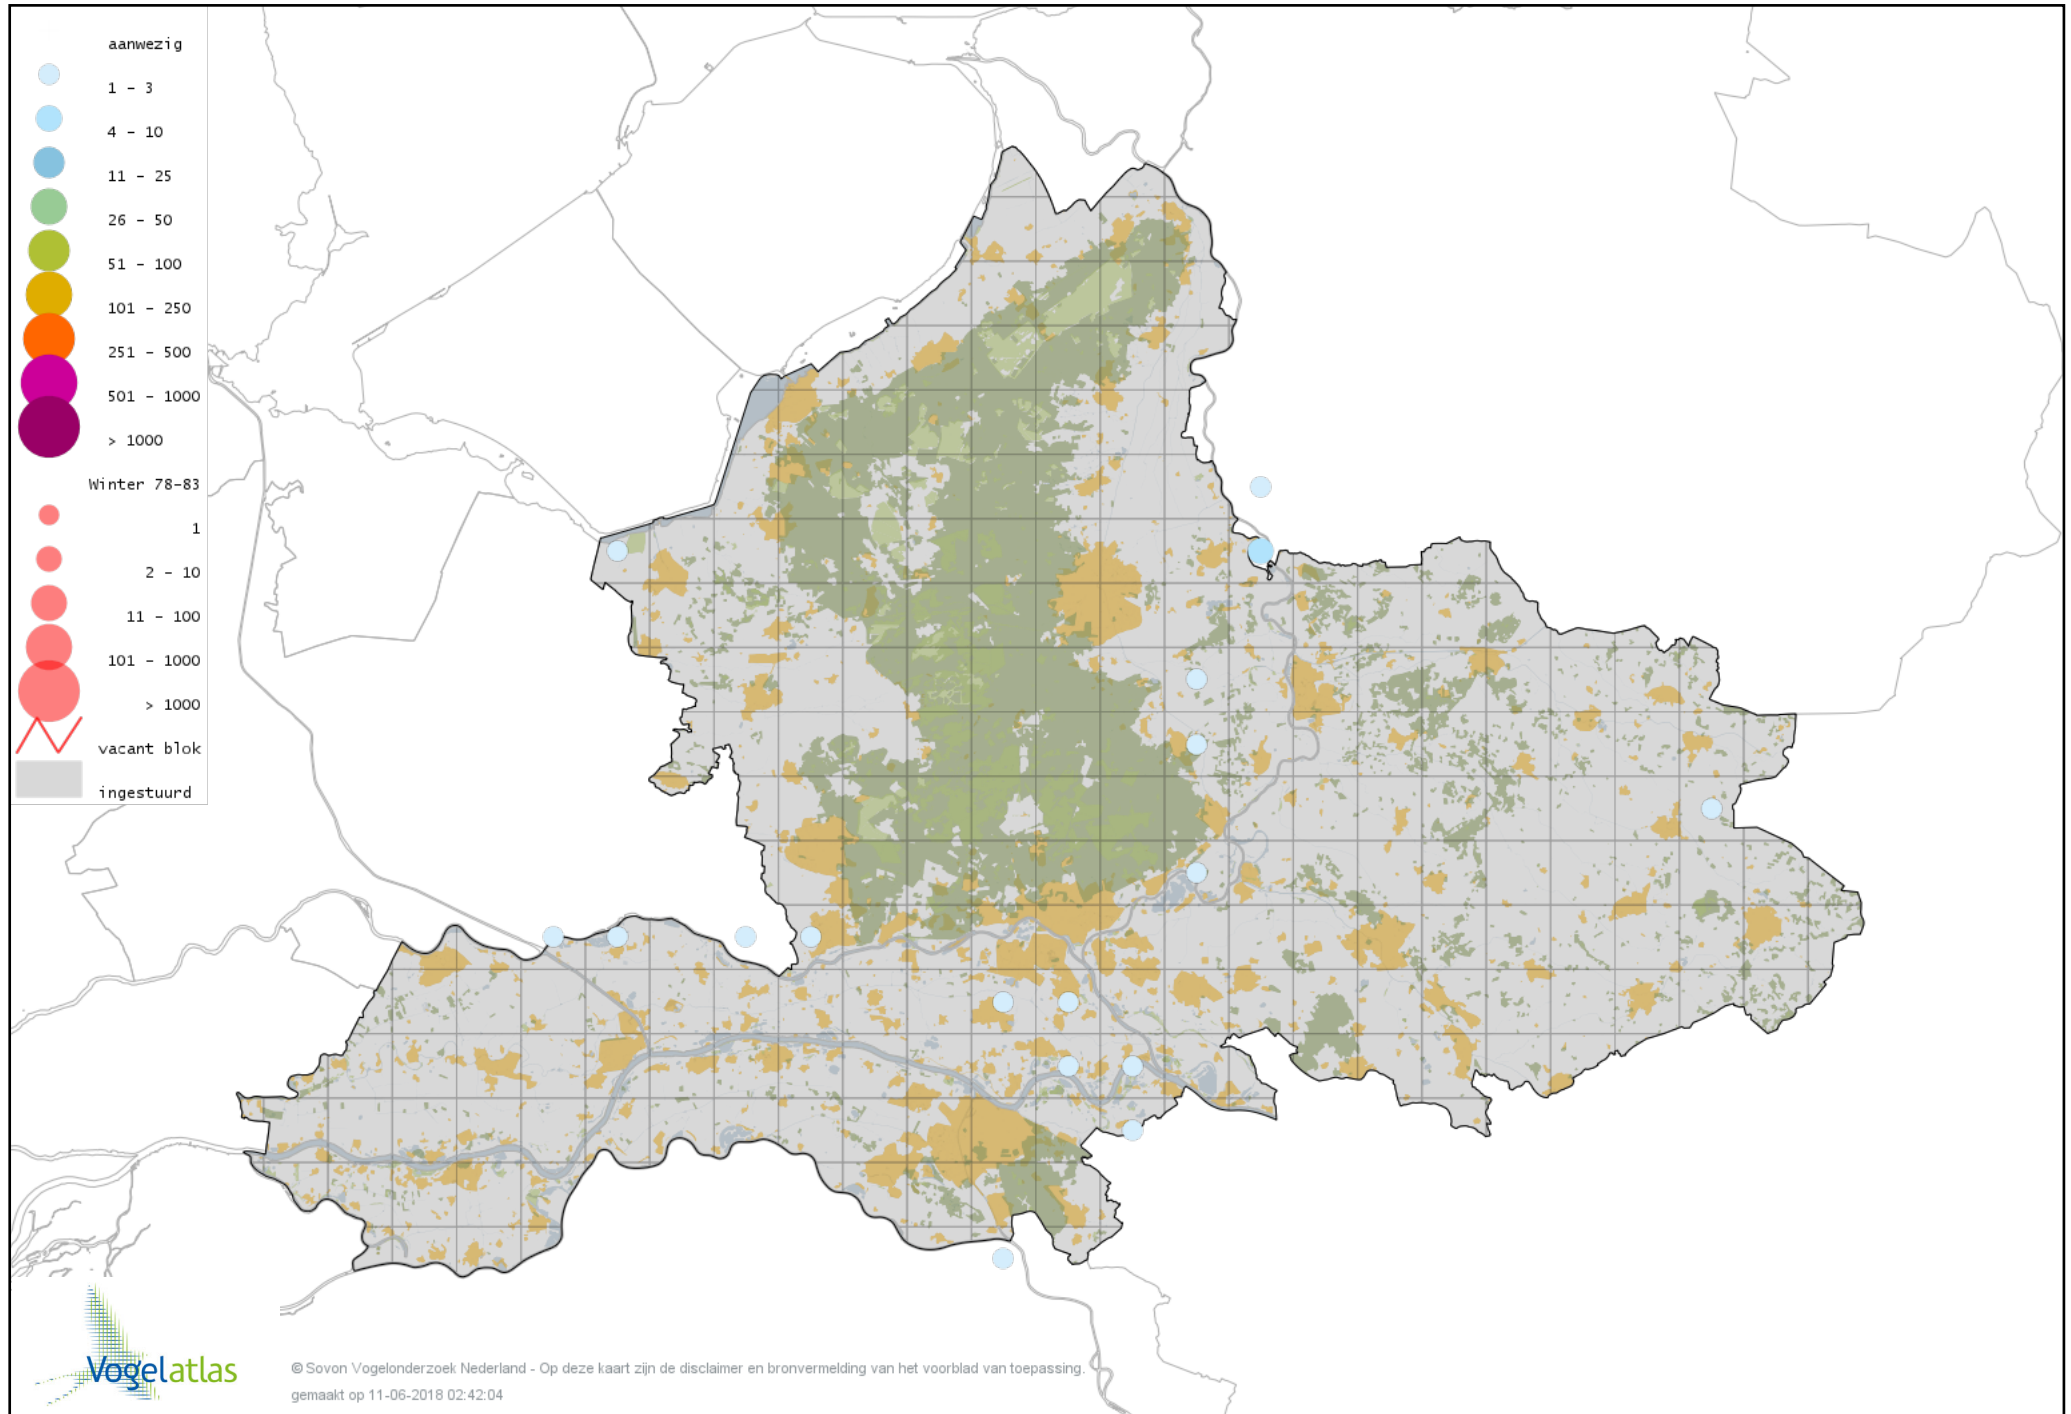 aanwezig
1 - 3
4 - 10
11 - 25
26 - 50
51 - 100
101 - 250
251 - 500
501 - 1000
> 1000
Winter 78-83
1
2 - 10
11 - 100
101 - 1000
> 1000
vacant blok
ingestuurd
Vogelatlas
© Sovon Vogelonderzoek Nederland - Op deze kaart zijn de disclaimer en bronvermelding van het voorblad van toepassing.
gemaakt op 11-06-2018 02:42:04